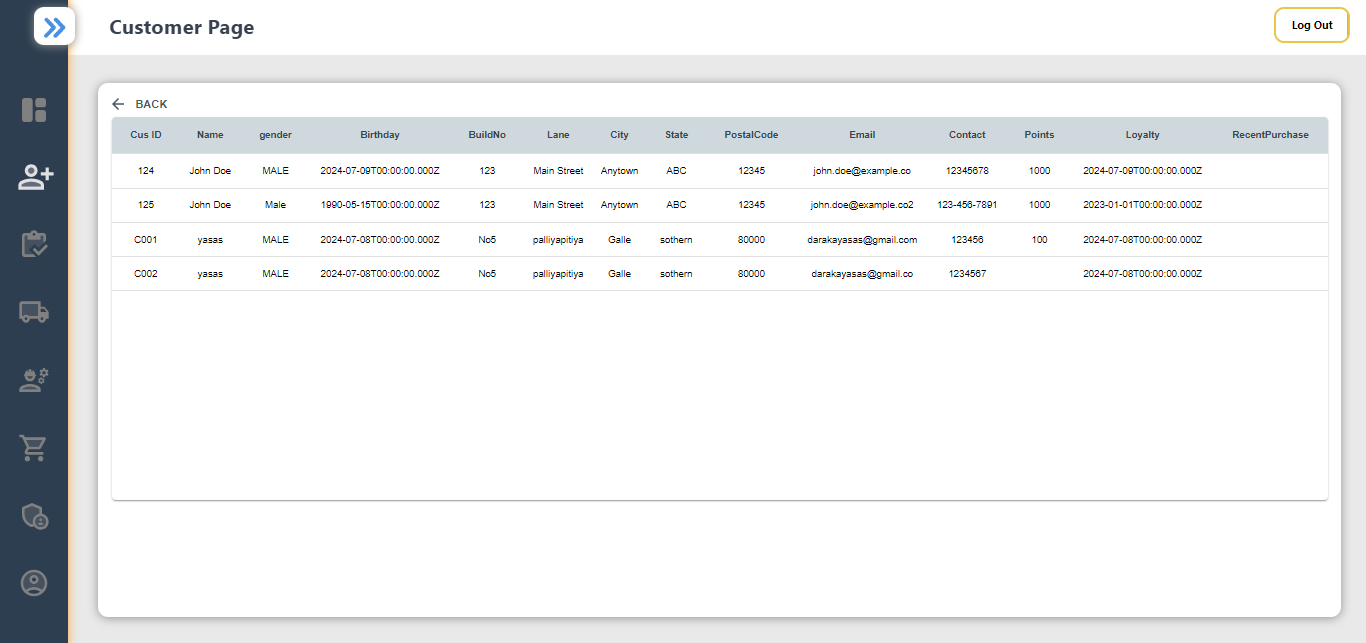 Customer Page
Log Out
BACK
Cus ID Name gender Birthday BuildNo Lane City State PostalCode Email Contact Points Loyalty RecentPurchase
124 John Doe MALE 2024-07-09T00:00:00.000Z 123 Main Street Anytown ABC 12345 john.doe@example.co 12345678 1000 2024-07-09T00:00:00.000Z
125 John Doe Male 1990-05-15T00:00:00.000Z 123 Main Street Anytown ABC 12345 john.doe@example.co2 123-456-7891 1000 2023-01-01T00:00:00.000Z
C001 yasas MALE 2024-07-08T00:00:00.000Z No5 palliyapitiya Galle sothern 80000 darakayasas@gmail.com 123456 100 2024-07-08T00:00:00.000Z
C002 yasas MALE 2024-07-08T00:00:00.000Z No5 palliyapitiya Galle sothern 80000 darakayasas@gmail.co 1234567 2024-07-08T00:00:00.000Z